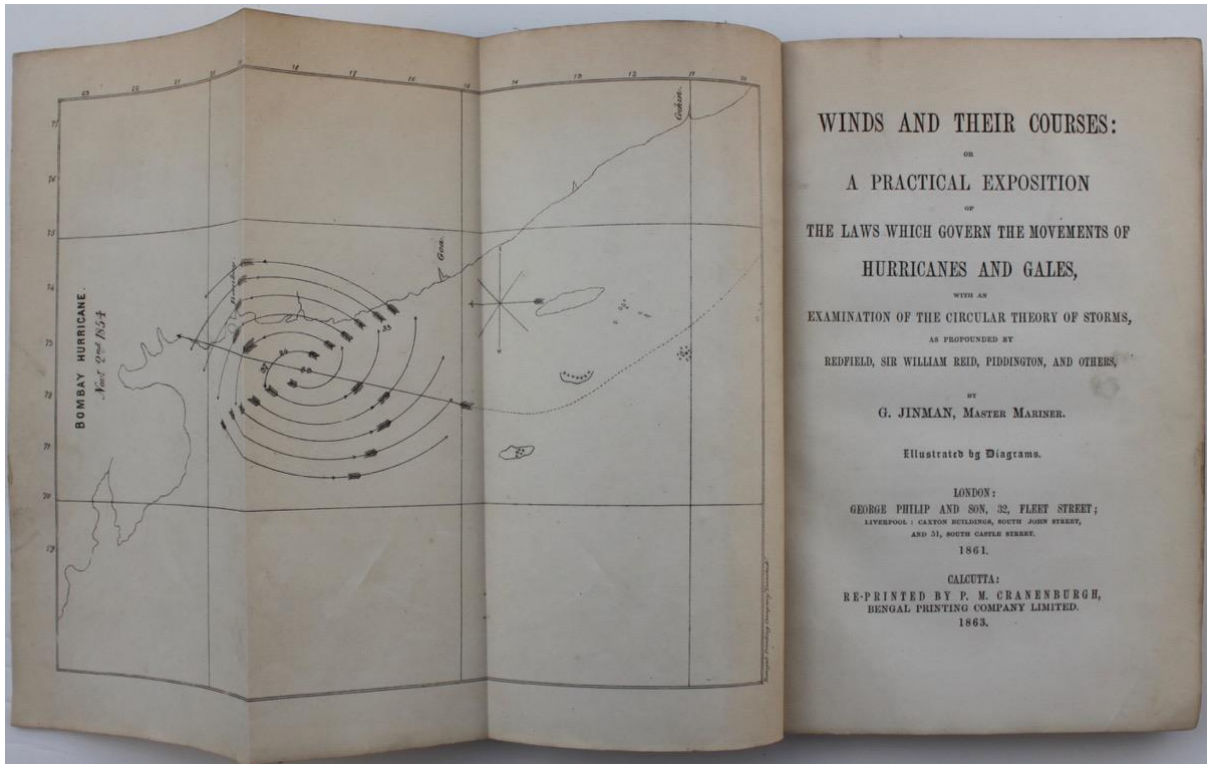 BOMBAY HURRICANE.
Novr. 2nd 1854
Goa.
Cochin.
WINDS AND THEIR COURSES:
OR
A PRACTICAL EXPOSITION
OF
THE LAWS WHICH GOVERN THE MOVEMENTS OF
HURRICANES AND GALES,
WITH AN
EXAMINATION OF THE CIRCULAR THEORY OF STORMS,
AS PROPOUNDED BY
REDFIELD, SIR WILLIAM REID, PIDDINGTON, AND OTHERS,
BY
G. JINMAN, MASTER MARINER.
Illustrated by Diagrams.
LONDON:
GEORGE PHILIP AND SON, 32, FLEET STREET;
LIVERPOOL: CAXTON BUILDINGS, SOUTH JOHN STREET,
AND 51, SOUTH CASTLE STREET.
1861.
CALCUTTA:
RE-PRINTED BY P. M. CRANENBURGH,
BENGAL PRINTING COMPANY LIMITED.
1863.